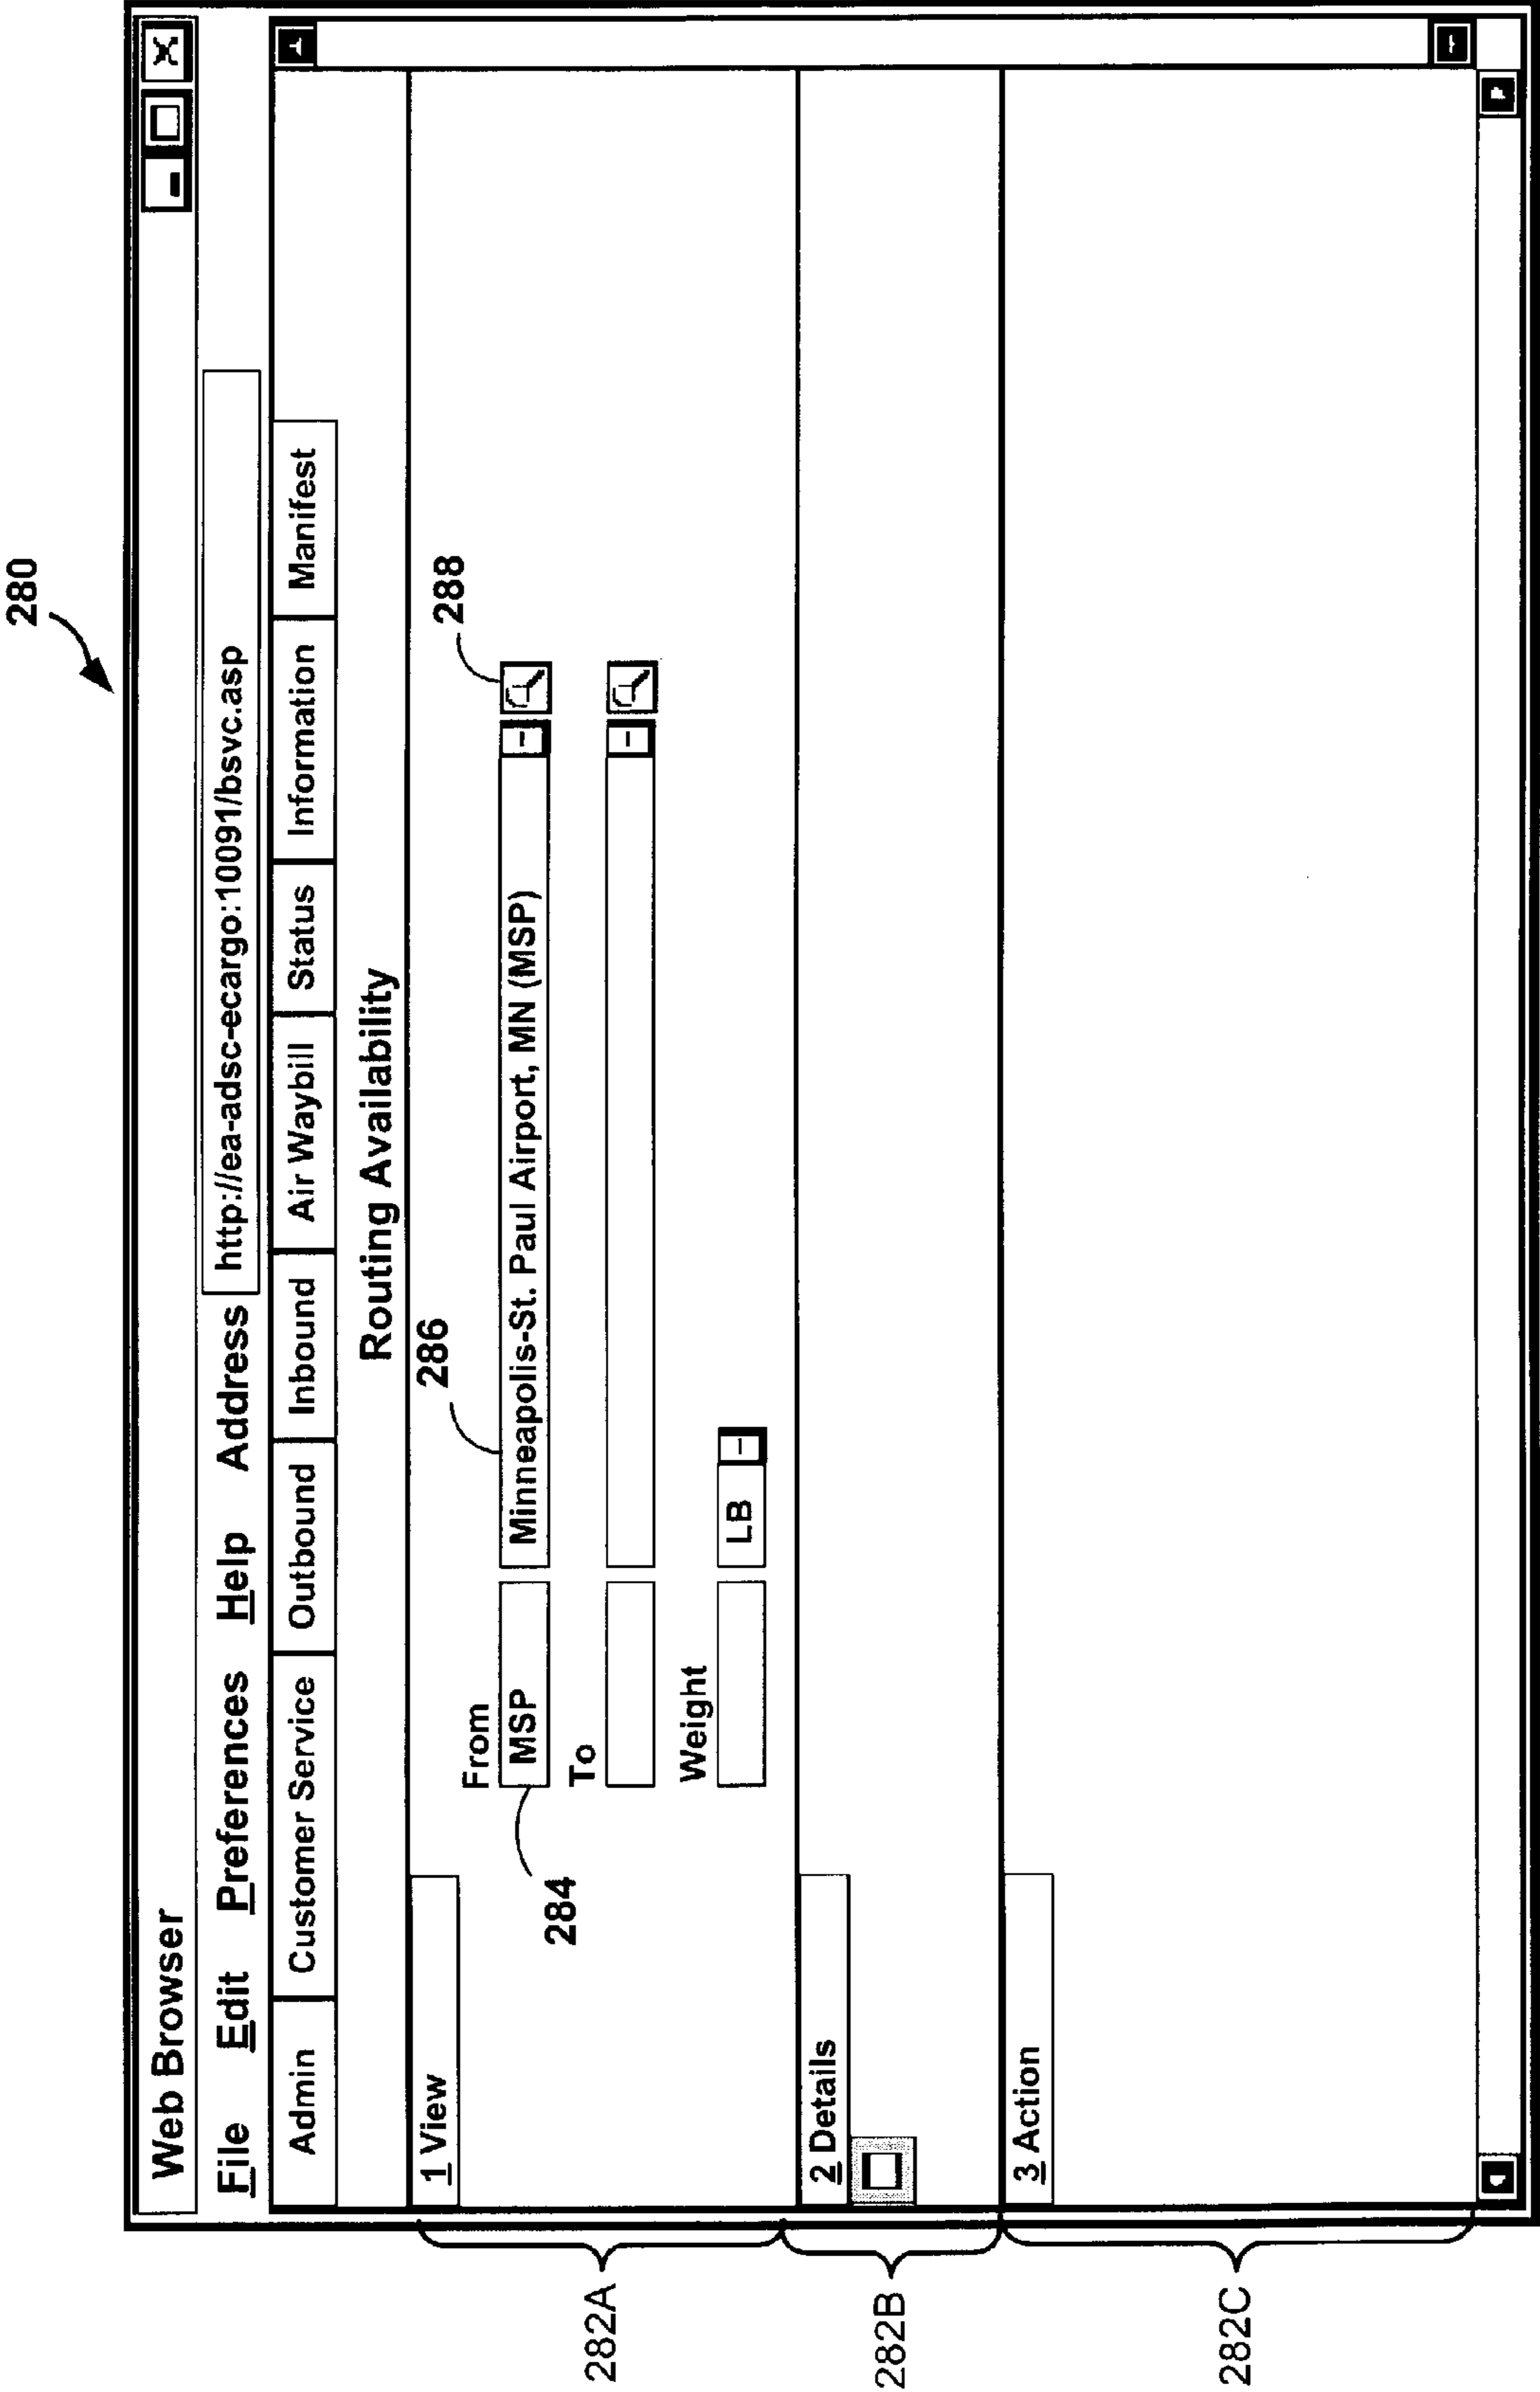 280
Web Browser
File Edit Preferences Help Address http://ea-adsc-ecargo:10091/bsvc.asp
Admin Customer Service Outbound Inbound Air Waybill Status Information Manifest
Routing Availability
1 View
286
288
From
284
MSP Minneapolis-St. Paul Airport, MN (MSP)
To
Weight
LB
282A
2 Details
282B
3 Action
282C